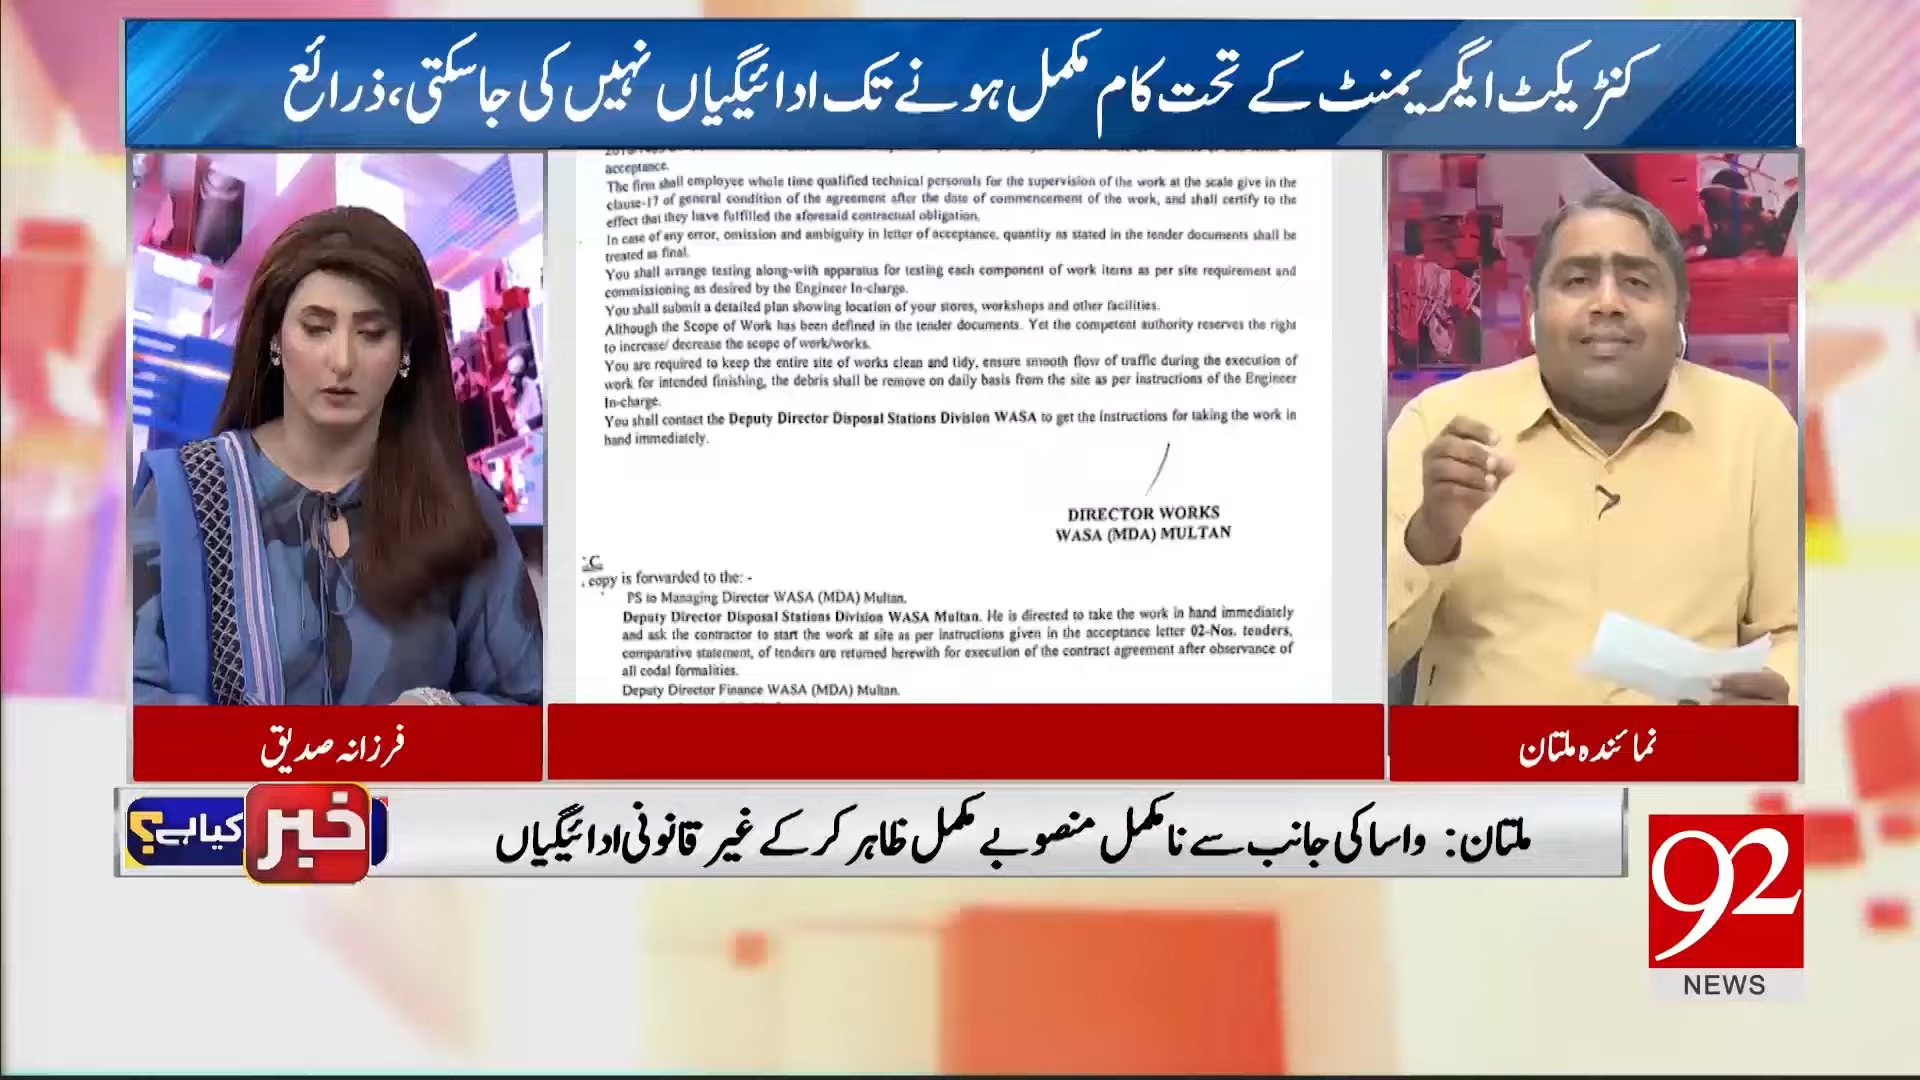 کنٹریکٹ ایگریمنٹ کے تحت کام مکمل ہونے تک ادائیگیاں نہیں کی جا سکتی، ذرائع
acceptance.
The firm shall employee whole time qualified technical personals for the supervision of the work at the scale give in the
clause-17 of general condition of the agreement after the date of commencement of the work, and shall certify to the
effect that they have fulfilled the aforesaid contractual obligation.
In case of any error, omission and ambiguity in letter of acceptance, quantity as stated in the tender documents shall be
treated as final.
You shall arrange testing along-with apparatus for testing each component of work items as per site requirement and
commissioning as desired by the Engineer In-charge.
You shall submit a detailed plan showing location of your stores, workshops and other facilities.
Although the Scope of Work has been defined in the tender documents. Yet the competent authority reserves the right
to increase/ decrease the scope of work/works.
You are required to keep the entire site of works clean and tidy, ensure smooth flow of traffic during the execution of
work for intended finishing, the debris shall be remove on daily basis from the site as per instructions of the Engineer
In-charge.
You shall contact the Deputy Director Disposal Stations Division WASA to get the instructions for taking the work in
hand immediately.
DIRECTOR WORKS
WASA (MDA) MULTAN
copy is forwarded to the: -
PS to Managing Director WASA (MDA) Multan.
Deputy Director Disposal Stations Division WASA Multan. He is directed to take the work in hand immediately
and ask the contractor to start the work at site as per instructions given in the acceptance letter 02-Nos. tenders,
comparative statement, of tenders are returned herewith for execution of the contract agreement after observance of
all codal formalities.
Deputy Director Finance WASA (MDA) Multan.
فرزانہ صدیق
نمائندہ ملتان
خبر کیا ہے؟
ملتان: واسا کی جانب سے نامکمل منصوبے مکمل ظاہر کر کے غیر قانونی ادائیگیاں
92
NEWS